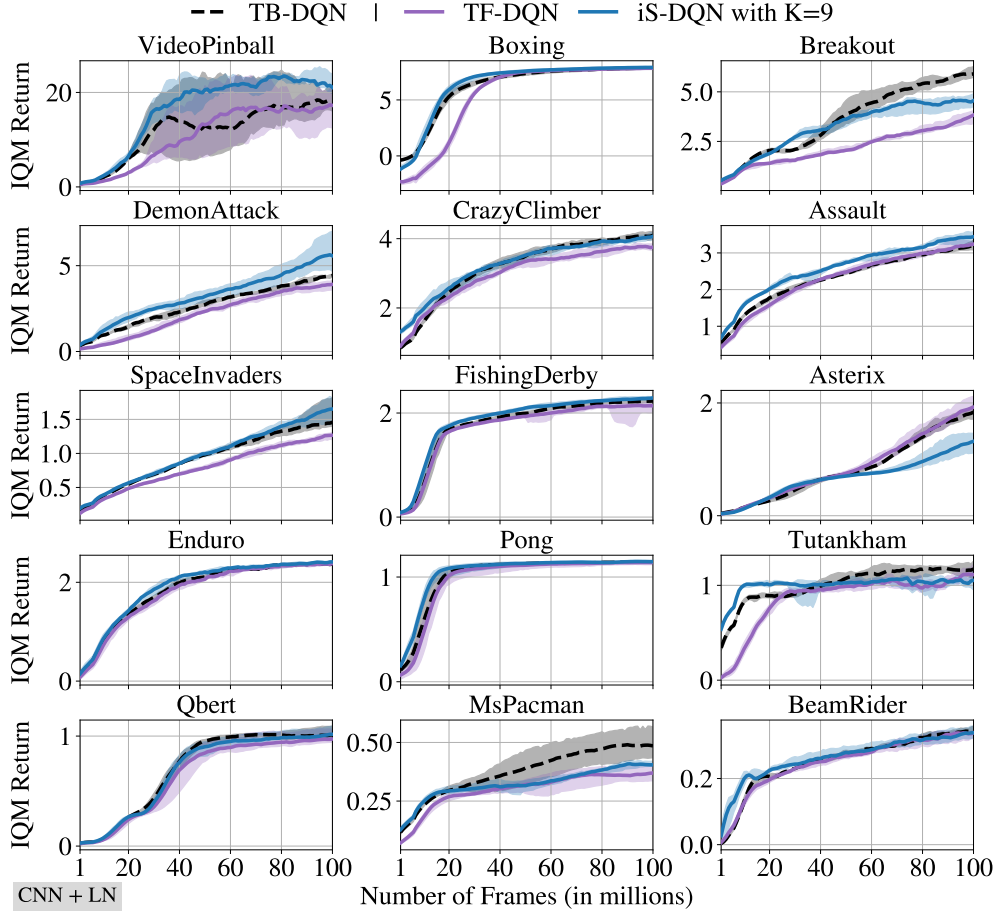 TB-DQN | TF-DQN iS-DQN with K=9
VideoPinball Boxing Breakout
IQM Return
20
0
5
0
5.0
2.5
DemonAttack CrazyClimber Assault
IQM Return
5
0
4
2
3
2
1
SpaceInvaders FishingDerby Asterix
IQM Return
1.5
1.0
0.5
2
0
2
0
Enduro Pong Tutankham
IQM Return
2
0
1
0
1
0
Qbert MsPacman BeamRider
IQM Return
1
0
0.50
0.25
0.2
0.0
1 20 40 60 80 100 1 20 40 60 80 100 1 20 40 60 80 100
Number of Frames (in millions)
CNN + LN